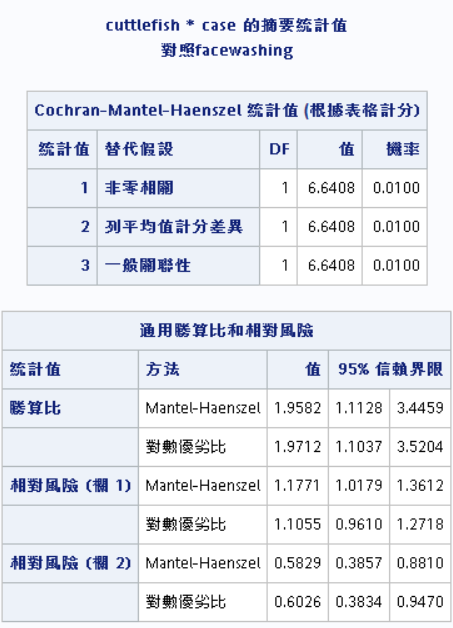 cuttlefish * case 的摘要統計值
對照facewashing
Cochran-Mantel-Haenszel 統計值 (根據表格計分)
統計值 替代假設 DF 值 機率
1 非零相關 1 6.6408 0.0100
2 列平均值計分差異 1 6.6408 0.0100
3 一般關聯性 1 6.6408 0.0100
通用勝算比和相對風險
統計值 方法 值 95% 信賴界限
勝算比 Mantel-Haenszel 1.9582 1.1128 3.4459
對數優劣比 1.9712 1.1037 3.5204
相對風險 (欄 1) Mantel-Haenszel 1.1771 1.0179 1.3612
對數優劣比 1.1055 0.9610 1.2718
相對風險 (欄 2) Mantel-Haenszel 0.5829 0.3857 0.8810
對數優劣比 0.6026 0.3834 0.9470